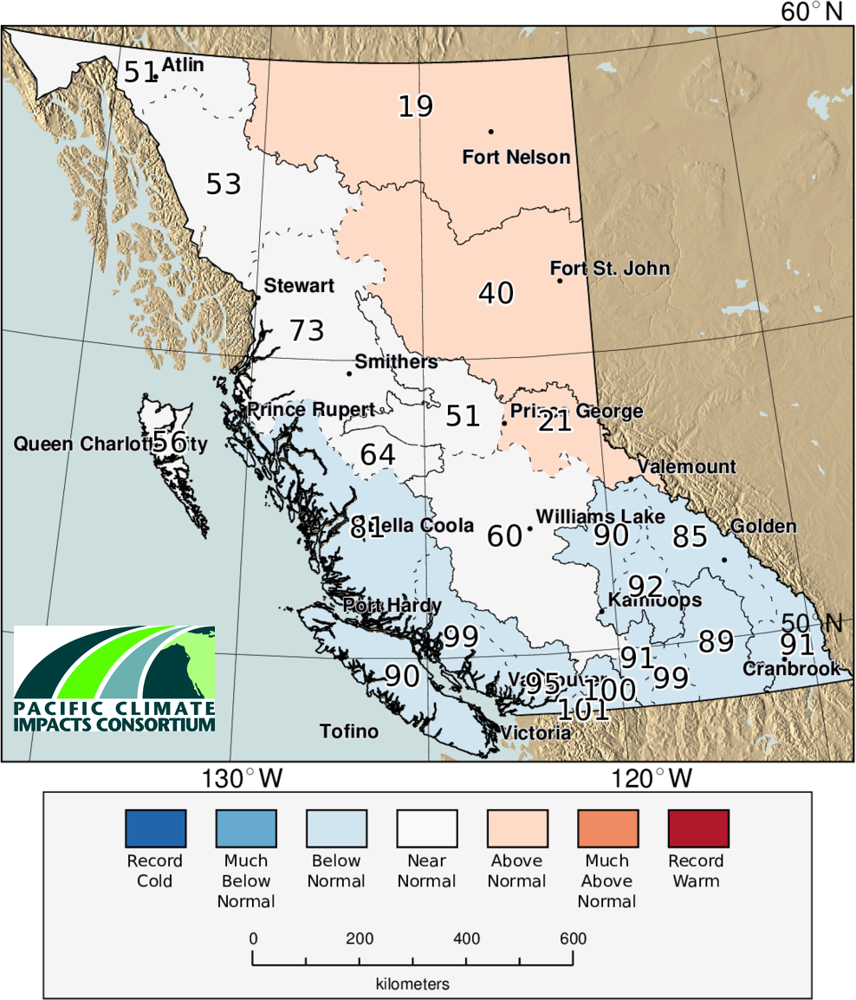 60° N
51 Atlin
19
Fort Nelson
53
Fort St. John
Stewart
40
73
Smithers
Prince Rupert
51
Prince George
21
Queen Charlotte City
56
64
Valemount
Williams Lake
81
Bella Coola
60
90
85
Golden
92
Kamloops
Port Hardy
50 N
99
89
91
91
Cranbrook
90
Vancouver
95
100
99
101
PACIFIC CLIMATE
IMPACTS CONSORTIUM
Tofino
Victoria
130°W
120°W
Record
Cold
Much
Below
Normal
Below
Normal
Near
Normal
Above
Normal
Much
Above
Normal
Record
Warm
0 200 400 600
kilometers